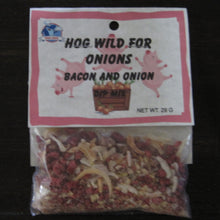 HOG WILD FOR
ONIONS
BACON AND ONION
DIP MIX
NET WT. 28 G